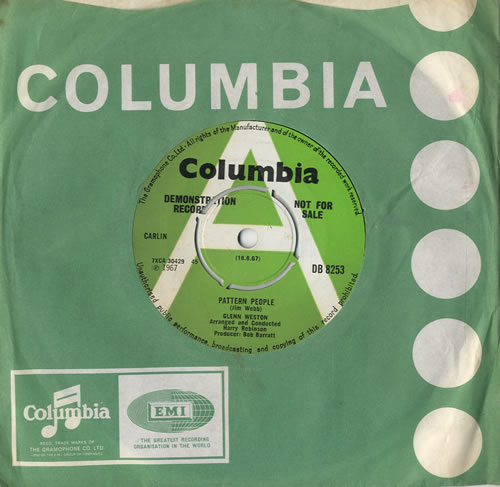 COLUMBIA
The Gramophone Co. Ltd. - All rights of the Manufacturer and of the owner of the recorded work reserved.
A
Columbia
DEMONSTRATION
RECORD
NOT FOR
SALE
CARLIN
(18.8.67)
7XCA 30429 45
℗ 1967
DB 8253
PATTERN PEOPLE
(Jim Webb)
GLENN WESTON
Arranged and Conducted
Harry Robinson
Producer: Bob Barratt
Unauthorised public performance, broadcasting and copying of this record prohibited.
Columbia
REGD. TRADE MARKS OF
THE GRAMOPHONE CO. LTD.
EMI
THE GREATEST RECORDING
ORGANISATION IN THE WORLD